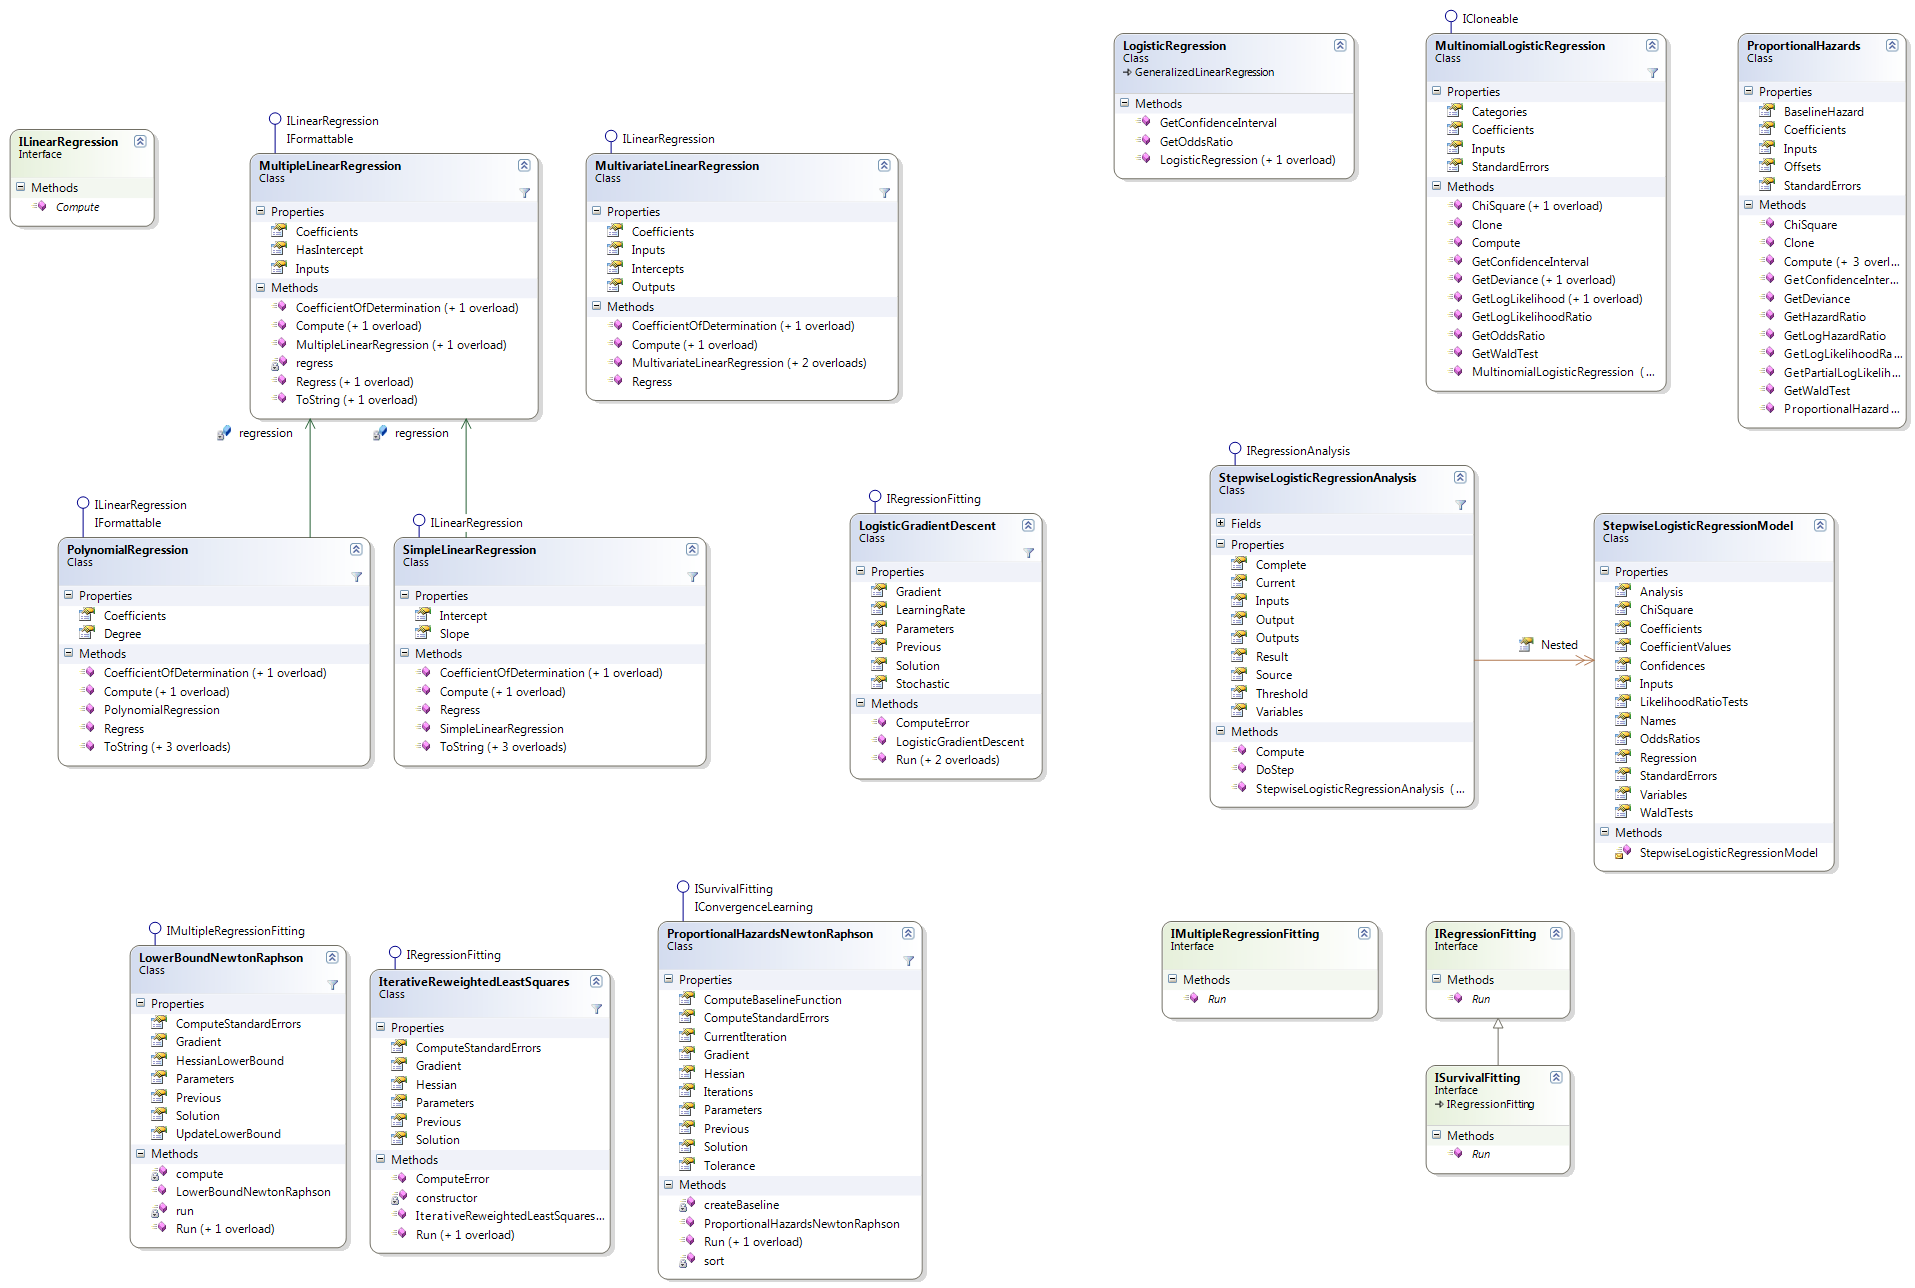 ILinearRegression
Interface
Methods
Compute
ILinearRegression
IFormattable
MultipleLinearRegression
Class
Properties
Coefficients
HasIntercept
Inputs
Methods
CoefficientOfDetermination (+ 1 overload)
Compute (+ 1 overload)
MultipleLinearRegression (+ 1 overload)
regress
Regress (+ 1 overload)
ToString (+ 1 overload)
ILinearRegression
MultivariateLinearRegression
Class
Properties
Coefficients
Inputs
Intercepts
Outputs
Methods
CoefficientOfDetermination (+ 1 overload)
Compute (+ 1 overload)
MultivariateLinearRegression (+ 2 overloads)
Regress
LogisticRegression
Class
GeneralizedLinearRegression
Methods
GetConfidenceInterval
GetOddsRatio
LogisticRegression (+ 1 overload)
ICloneable
MultinomialLogisticRegression
Class
Properties
Categories
Coefficients
Inputs
StandardErrors
Methods
ChiSquare (+ 1 overload)
Clone
Compute
GetConfidenceInterval
GetDeviance (+ 1 overload)
GetLogLikelihood (+ 1 overload)
GetLogLikelihoodRatio
GetOddsRatio
GetWaldTest
MultinomialLogisticRegression (...
ProportionalHazards
Class
Properties
BaselineHazard
Coefficients
Inputs
Offsets
StandardErrors
Methods
ChiSquare
Clone
Compute (+ 3 overl...
GetConfidenceInter...
GetDeviance
GetHazardRatio
GetLogHazardRatio
GetLogLikelihoodRa...
GetPartialLogLikelih...
GetWaldTest
ProportionalHazard...
regression
regression
ILinearRegression
IFormattable
PolynomialRegression
Class
Properties
Coefficients
Degree
Methods
CoefficientOfDetermination (+ 1 overload)
Compute (+ 1 overload)
PolynomialRegression
Regress
ToString (+ 3 overloads)
ILinearRegression
SimpleLinearRegression
Class
Properties
Intercept
Slope
Methods
CoefficientOfDetermination (+ 1 overload)
Compute (+ 1 overload)
Regress
SimpleLinearRegression
ToString (+ 3 overloads)
IRegressionFitting
LogisticGradientDescent
Class
Properties
Gradient
LearningRate
Parameters
Previous
Solution
Stochastic
Methods
ComputeError
LogisticGradientDescent
Run (+ 2 overloads)
IRegressionAnalysis
StepwiseLogisticRegressionAnalysis
Class
Fields
Properties
Complete
Current
Inputs
Output
Outputs
Result
Source
Threshold
Variables
Methods
Compute
DoStep
StepwiseLogisticRegressionAnalysis (...
Nested
StepwiseLogisticRegressionModel
Class
Properties
Analysis
ChiSquare
Coefficients
CoefficientValues
Confidences
Inputs
LikelihoodRatioTests
Names
OddsRatios
Regression
StandardErrors
Variables
WaldTests
Methods
StepwiseLogisticRegressionModel
IMultipleRegressionFitting
LowerBoundNewtonRaphson
Class
Properties
ComputeStandardErrors
Gradient
HessianLowerBound
Parameters
Previous
Solution
UpdateLowerBound
Methods
compute
LowerBoundNewtonRaphson
run
Run (+ 1 overload)
IRegressionFitting
IterativeReweightedLeastSquares
Class
Properties
ComputeStandardErrors
Gradient
Hessian
Parameters
Previous
Solution
Methods
ComputeError
constructor
IterativeReweightedLeastSquares...
Run (+ 1 overload)
ISurvivalFitting
IConvergenceLearning
ProportionalHazardsNewtonRaphson
Class
Properties
ComputeBaselineFunction
ComputeStandardErrors
CurrentIteration
Gradient
Hessian
Iterations
Parameters
Previous
Solution
Tolerance
Methods
createBaseline
ProportionalHazardsNewtonRaphson
Run (+ 1 overload)
sort
IMultipleRegressionFitting
Interface
Methods
Run
IRegressionFitting
Interface
Methods
Run
ISurvivalFitting
Interface
IRegressionFitting
Methods
Run